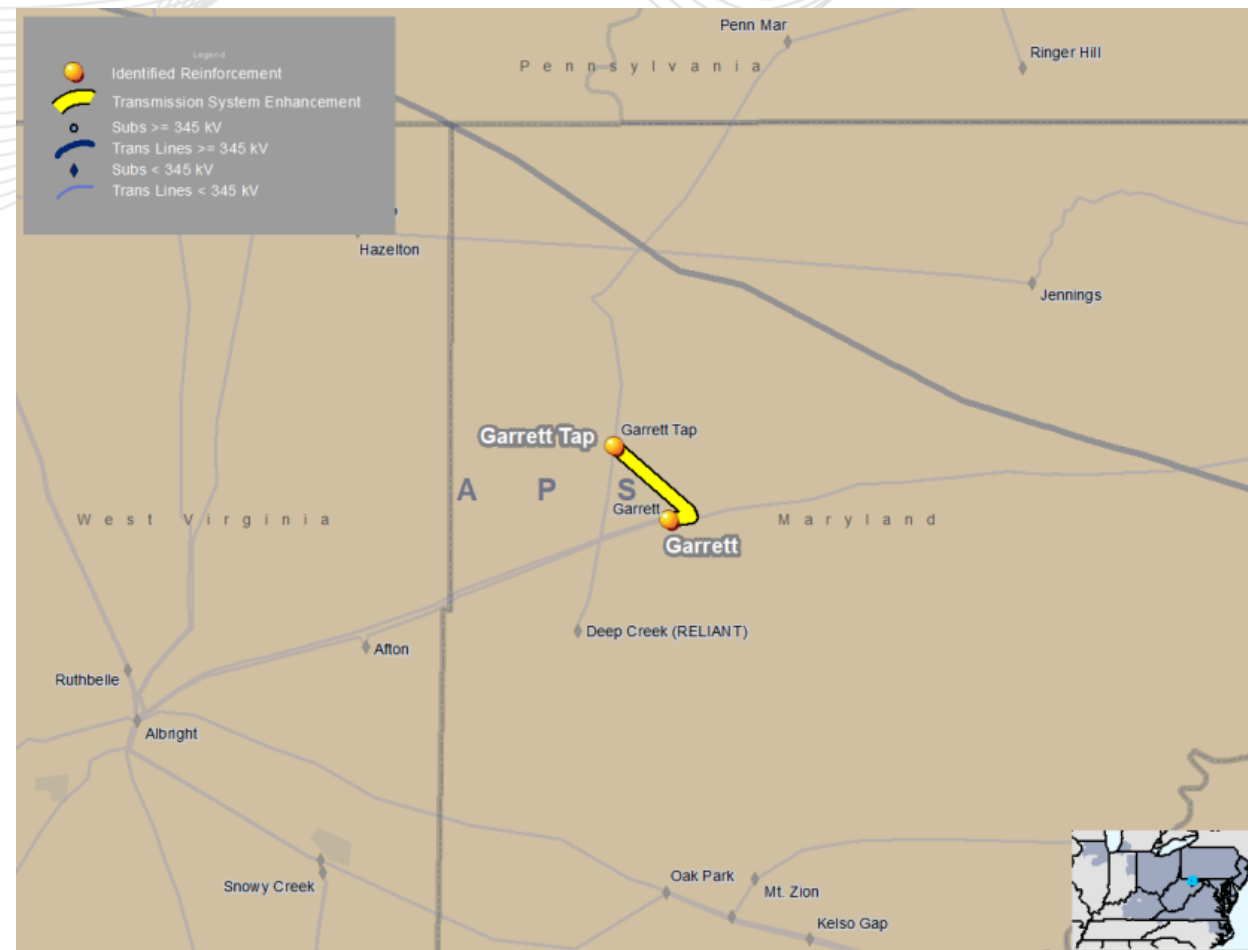 Legend
Identified Reinforcement
Transmission System Enhancement
Subs >= 345 kV
Trans Lines >= 345 kV
Subs < 345 kV
Trans Lines < 345 kV
Penn Mar
Ringer Hill
Pennsylvania
Hazelton
Jennings
Garrett Tap
Garrett Tap
A P S
Garrett
West Virginia
Maryland
Garrett
Deep Creek (RELIANT)
Afton
Ruthbelle
Albright
Oak Park
Snowy Creek
Mt. Zion
Kelso Gap